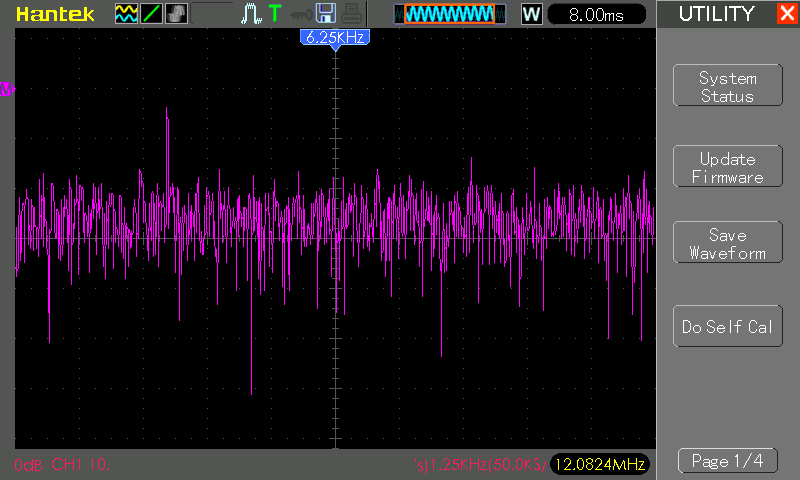 Hantek
T
W
8.00ms
UTILITY
6.25KHz
M
System
Status
Update
Firmware
Save
Waveform
Do Self Cal
0dB CH1 10.
1.25KHz(50.0KS/
12.0824MHz
Page 1/4